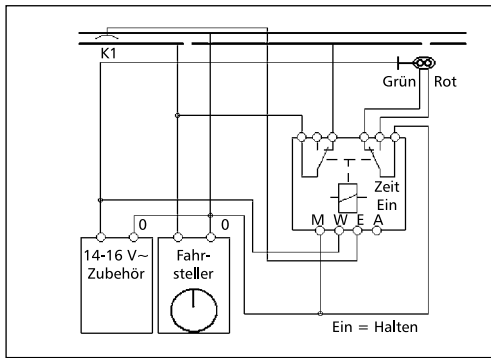 K1
Grün Rot
Zeit
Ein
M W E A
0 0
14-16 V~
Zubehör
Fahr-
steller
Ein = Halten